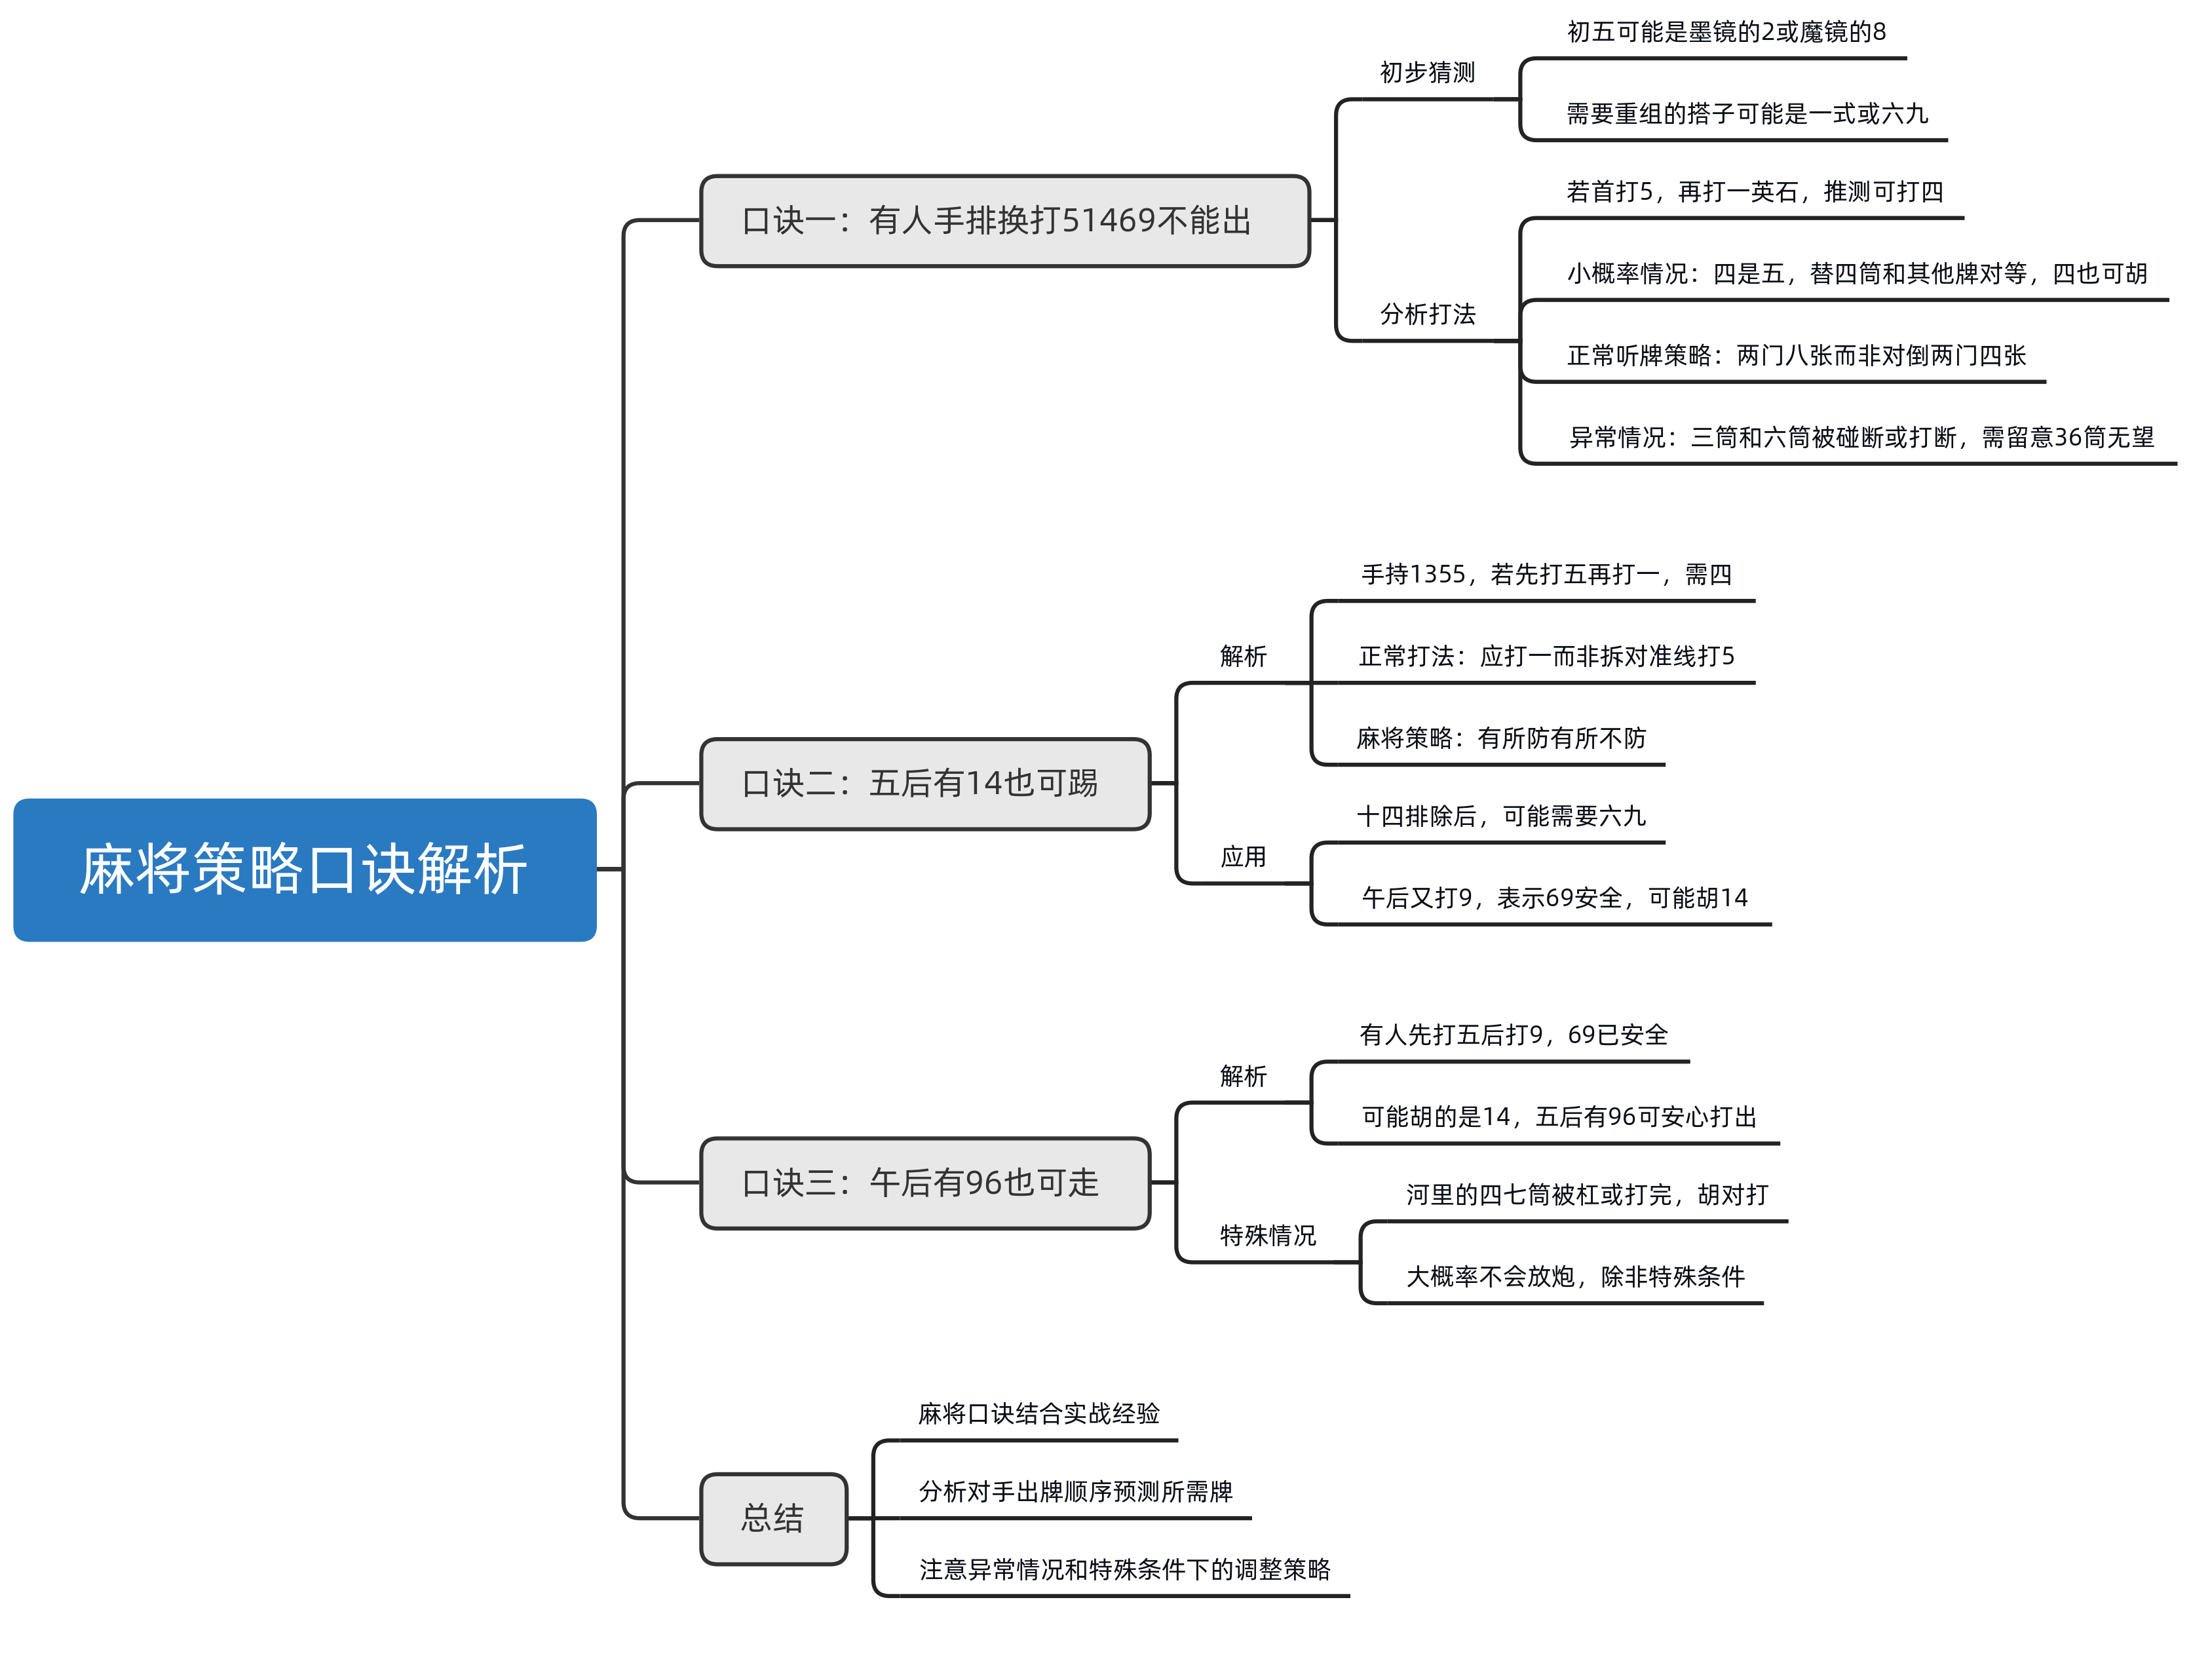 麻将策略口诀解析
口诀一：有人手排换打51469不能出
初步猜测
初五可能是墨镜的2或魔镜的8
需要重组的搭子可能是一式或六九
分析打法
若首打5，再打一英石，推测可打四
小概率情况：四是五，替四筒和其他牌对等，四也可胡
正常听牌策略：两门八张而非对倒两门四张
异常情况：三筒和六筒被碰断或打断，需留意36筒无望
口诀二：五后有14也可踢
解析
手持1355，若先打五再打一，需四
正常打法：应打一而非拆对准线打5
麻将策略：有所防有所不防
应用
十四排除后，可能需要六九
午后又打9，表示69安全，可能胡14
口诀三：午后有96也可走
解析
有人先打五后打9，69已安全
可能胡的是14，五后有96可安心打出
特殊情况
河里的四七筒被杠或打完，胡对打
大概率不会放炮，除非特殊条件
总结
麻将口诀结合实战经验
分析对手出牌顺序预测所需牌
注意异常情况和特殊条件下的调整策略